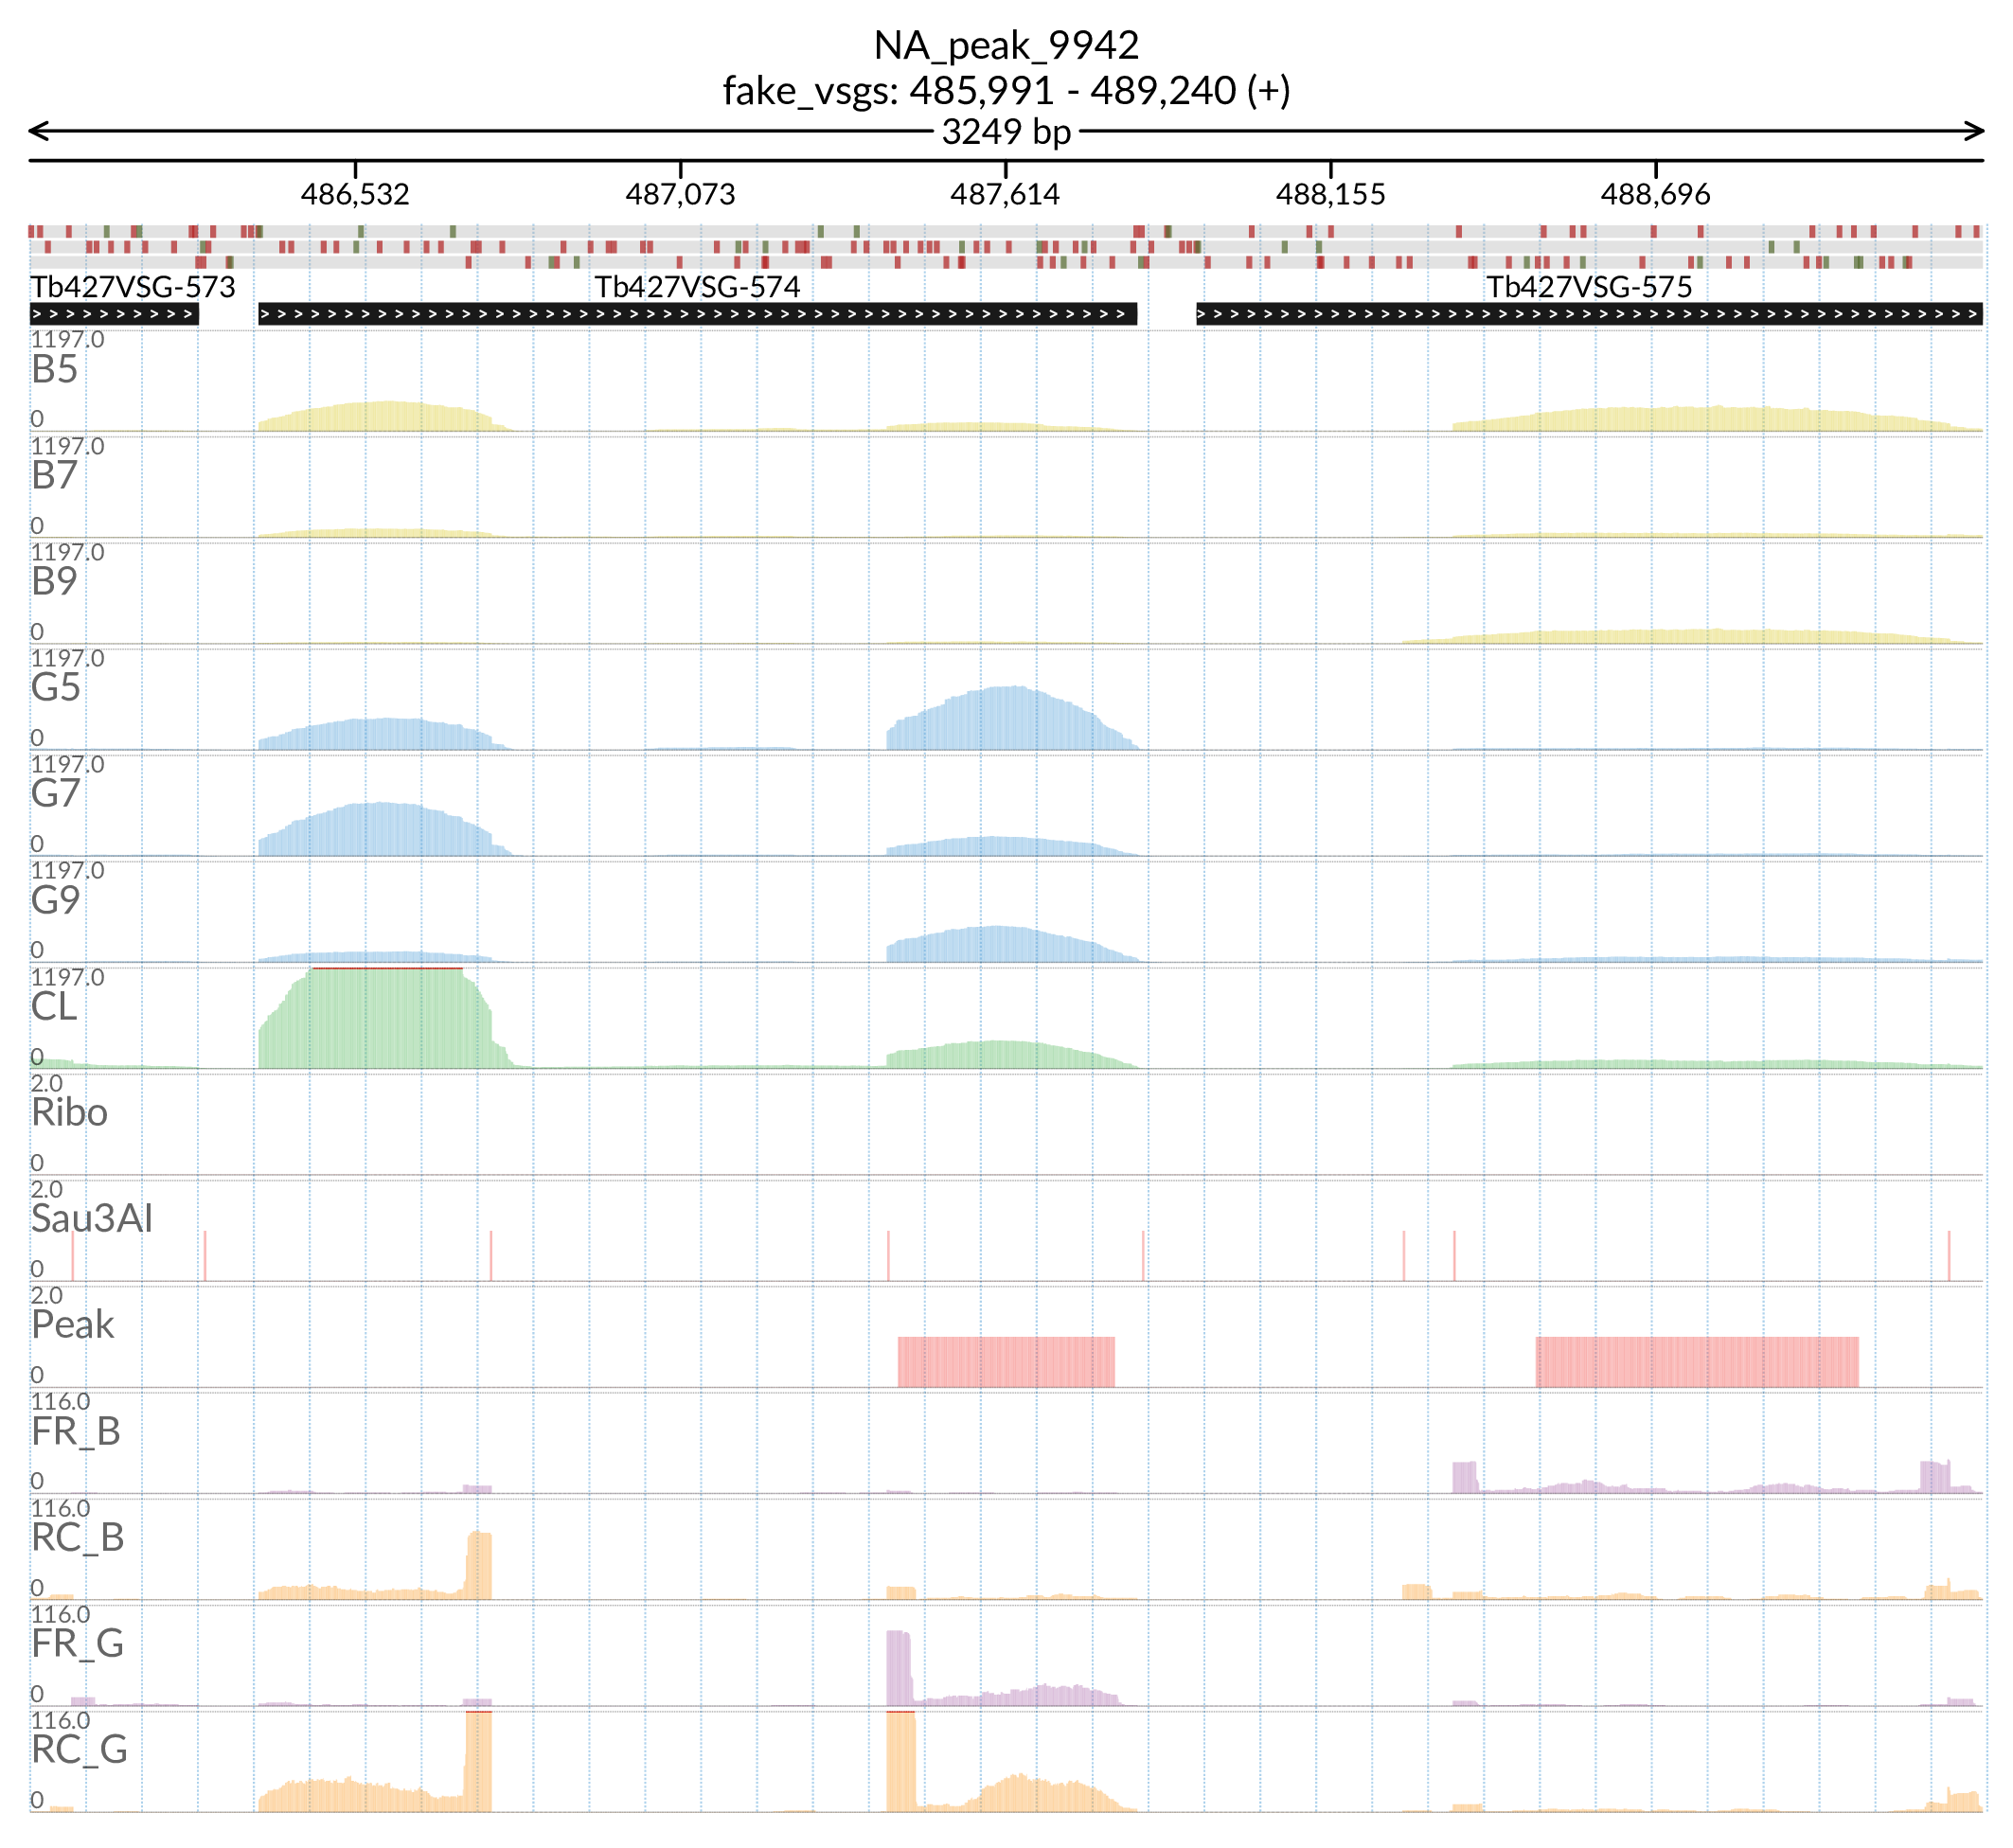 NA_peak_9942
fake_vsgs: 485,991 - 489,240 (+)
3249 bp
486,532 487,073 487,614 488,155 488,696
Tb427VSG-573 Tb427VSG-574 Tb427VSG-575
1197.0
B5
0
1197.0
B7
0
1197.0
B9
0
1197.0
G5
0
1197.0
G7
0
1197.0
G9
0
1197.0
CL
0
2.0
Ribo
0
2.0
Sau3AI
0
2.0
Peak
0
116.0
FR_B
0
116.0
RC_B
0
116.0
FR_G
0
116.0
RC_G
0